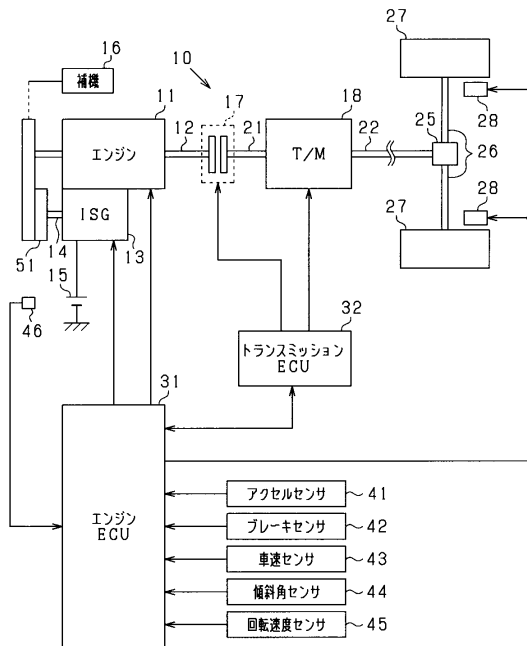 16
補機
10
27
11
17
18
28
エンジン
12
21
T/M
22
25
26
ISG
28
27
51
14
13
15
46
32
トランスミッション
ECU
31
エンジン
ECU
アクセルセンサ
41
ブレーキセンサ
42
車速センサ
43
傾斜角センサ
44
回転速度センサ
45